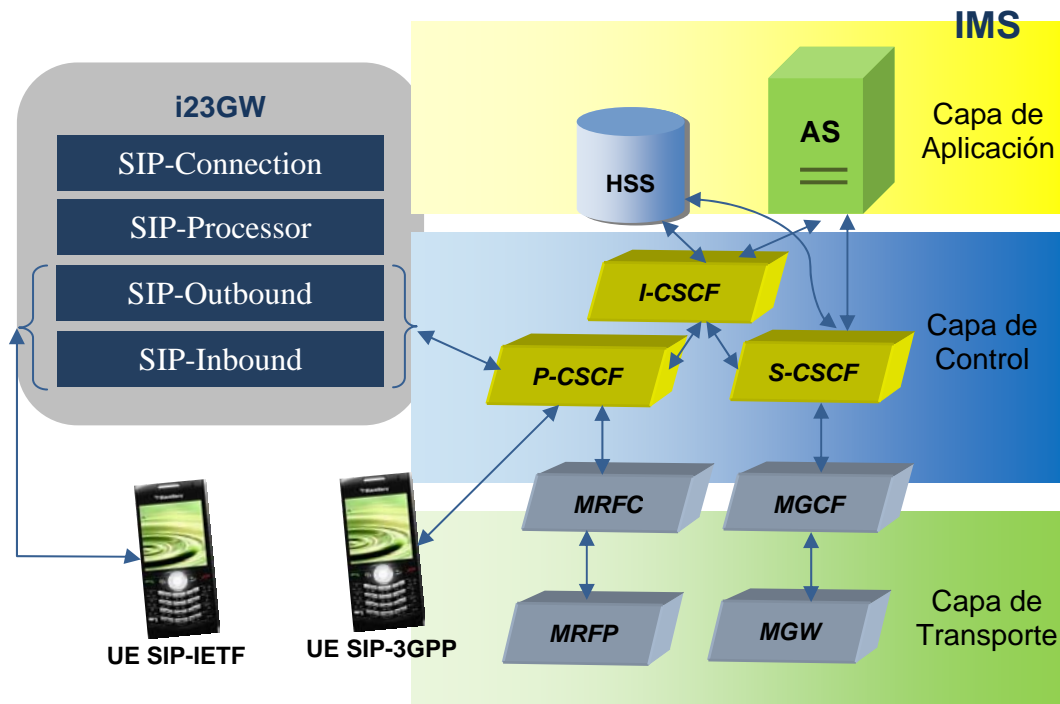 IMS
i23GW
SIP-Connection
SIP-Processor
SIP-Outbound
SIP-Inbound
HSS
AS
Capa de
Aplicación
I-CSCF
P-CSCF
S-CSCF
Capa de
Control
MRFC
MGCF
MRFP
MGW
Capa de
Transporte
UE SIP-IETF
UE SIP-3GPP